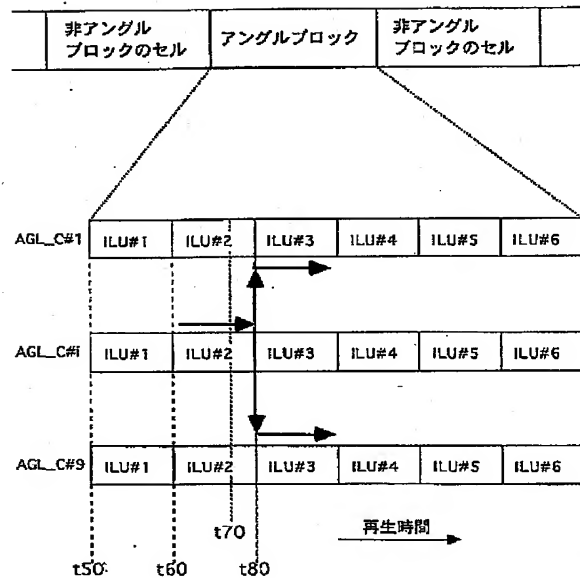 非アングル
ブロックのセル
アングルブロック
非アングル
ブロックのセル
AGL_C#1
ILU#1
ILU#2
ILU#3
ILU#4
ILU#5
ILU#6
AGL_C#i
ILU#1
ILU#2
ILU#3
ILU#4
ILU#5
ILU#6
AGL_C#9
ILU#1
ILU#2
ILU#3
ILU#4
ILU#5
ILU#6
t70
再生時間
t50
t60
t80